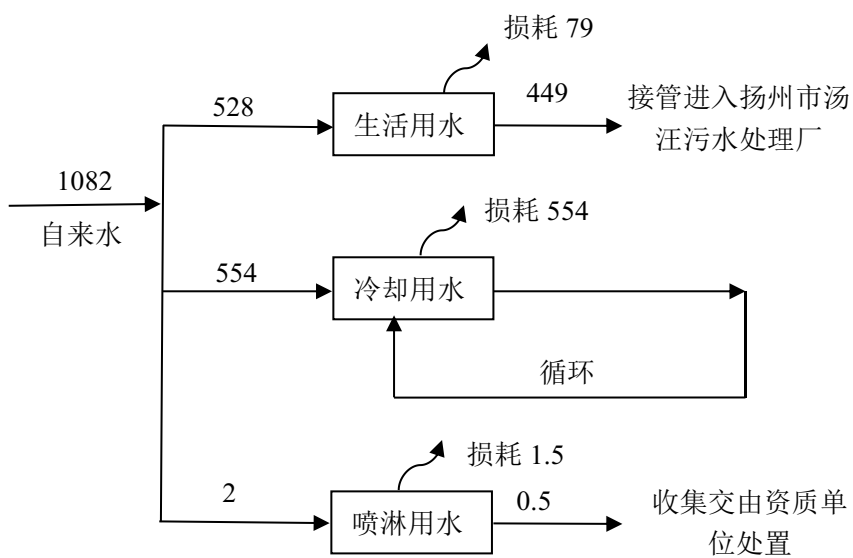 损耗 79
528
生活用水
449
接管进入扬州市汤
汪污水处理厂
1082
自来水
损耗 554
554
冷却用水
循环
损耗 1.5
2
喷淋用水
0.5
收集交由资质单
位处置